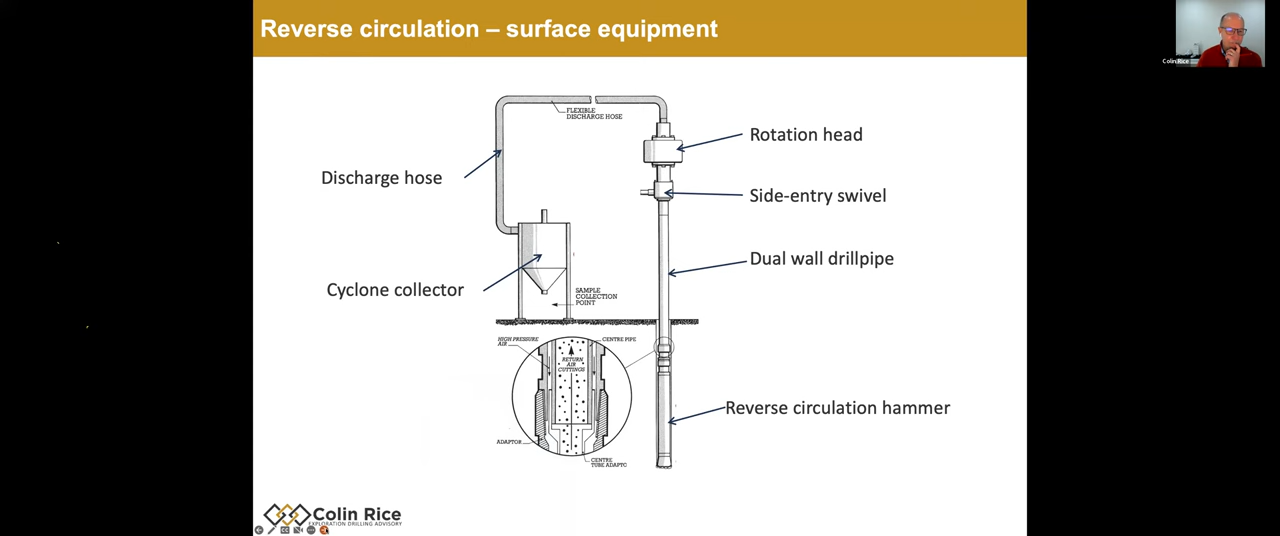 Reverse circulation – surface equipment
Colin Rice
FLEXIBLE
DISCHARGE HOSE
Rotation head
Discharge hose
Side-entry swivel
Dual wall drillpipe
Cyclone collector
SAMPLE
COLLECTION
POINT
HIGH PRESSURE
AIR
CENTRE PIPE
RETURN
AIR
CUTTINGS
Reverse circulation hammer
ADAPTOR
CENTRE
TUBE ADAPTC
Colin Rice
EXPLORATION DRILLING ADVISORY